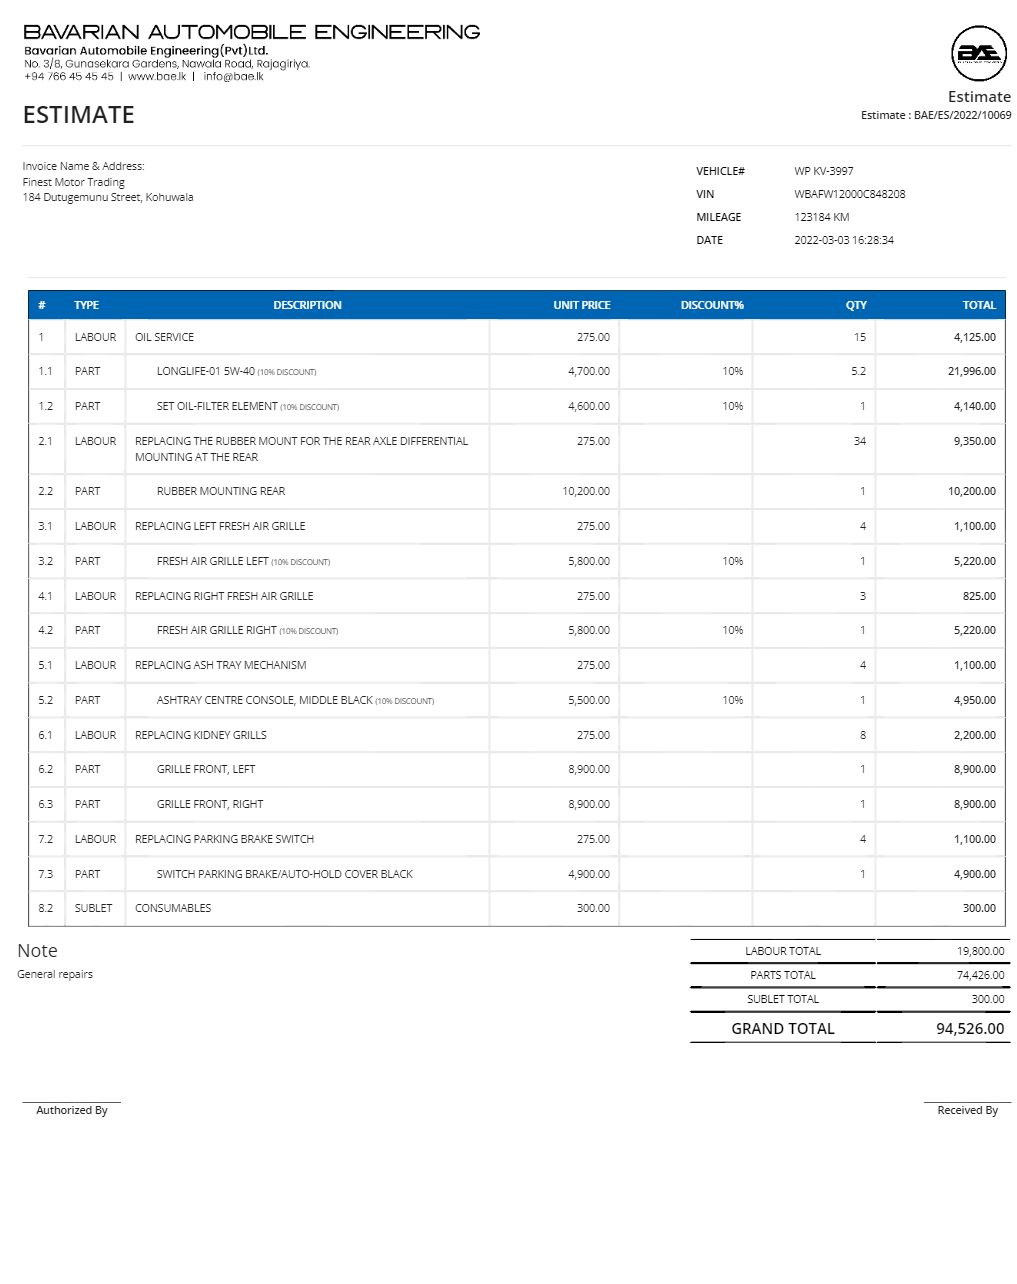 BAVARIAN AUTOMOBILE ENGINEERING
Bavarian Automobile Engineering(Pvt)Ltd.
No. 3/8, Gunasekara Gardens, Nawala Road, Rajagiriya.
+94 766 45 45 45 | www.bae.lk | info@bae.lk
BAE
Estimate
ESTIMATE
Estimate : BAE/ES/2022/10069
Invoice Name & Address:
Finest Motor Trading
184 Dutugemunu Street, Kohuwala
VEHICLE# WP KV-3997
VIN WBAFW12000C848208
MILEAGE 123184 KM
DATE 2022-03-03 16:28:34
# TYPE DESCRIPTION UNIT PRICE DISCOUNT% QTY TOTAL
1 LABOUR OIL SERVICE 275.00 15 4,125.00
1.1 PART LONGLIFE-01 5W-40 (10% DISCOUNT) 4,700.00 10% 5.2 21,996.00
1.2 PART SET OIL-FILTER ELEMENT (10% DISCOUNT) 4,600.00 10% 1 4,140.00
2.1 LABOUR REPLACING THE RUBBER MOUNT FOR THE REAR AXLE DIFFERENTIAL 275.00 34 9,350.00
MOUNTING AT THE REAR
2.2 PART RUBBER MOUNTING REAR 10,200.00 1 10,200.00
3.1 LABOUR REPLACING LEFT FRESH AIR GRILLE 275.00 4 1,100.00
3.2 PART FRESH AIR GRILLE LEFT (10% DISCOUNT) 5,800.00 10% 1 5,220.00
4.1 LABOUR REPLACING RIGHT FRESH AIR GRILLE 275.00 3 825.00
4.2 PART FRESH AIR GRILLE RIGHT (10% DISCOUNT) 5,800.00 10% 1 5,220.00
5.1 LABOUR REPLACING ASH TRAY MECHANISM 275.00 4 1,100.00
5.2 PART ASHTRAY CENTRE CONSOLE, MIDDLE BLACK (10% DISCOUNT) 5,500.00 10% 1 4,950.00
6.1 LABOUR REPLACING KIDNEY GRILLS 275.00 8 2,200.00
6.2 PART GRILLE FRONT, LEFT 8,900.00 1 8,900.00
6.3 PART GRILLE FRONT, RIGHT 8,900.00 1 8,900.00
7.2 LABOUR REPLACING PARKING BRAKE SWITCH 275.00 4 1,100.00
7.3 PART SWITCH PARKING BRAKE/AUTO-HOLD COVER BLACK 4,900.00 1 4,900.00
8.2 SUBLET CONSUMABLES 300.00 300.00
Note
General repairs
LABOUR TOTAL 19,800.00
PARTS TOTAL 74,426.00
SUBLET TOTAL 300.00
GRAND TOTAL 94,526.00
Authorized By
Received By